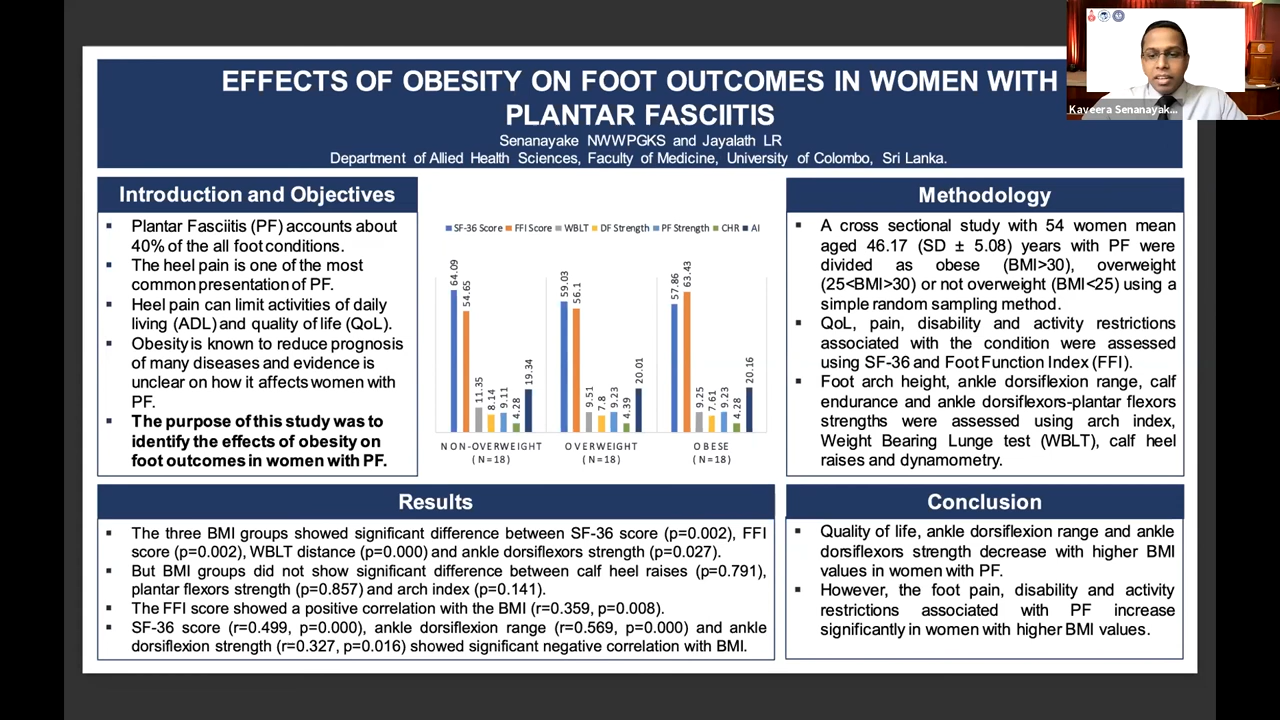 EFFECTS OF OBESITY ON FOOT OUTCOMES IN WOMEN WITH
PLANTAR FASCIITIS
Senanayake NWWPGKS and Jayalath LR
Department of Allied Health Sciences, Faculty of Medicine, University of Colombo, Sri Lanka.
Kaveera Senanayak...
Introduction and Objectives
▪ Plantar Fasciitis (PF) accounts about
40% of the all foot conditions.
▪ The heel pain is one of the most
common presentation of PF.
▪ Heel pain can limit activities of daily
living (ADL) and quality of life (QoL).
▪ Obesity is known to reduce prognosis
of many diseases and evidence is
unclear on how it affects women with
PF.
▪ The purpose of this study was to
identify the effects of obesity on
foot outcomes in women with PF.
SF-36 Score FFI Score WBLT DF Strength PF Strength CHR AI
64.09 54.65 11.35 8.14 9.11 4.28 19.34
59.03 56.1 9.51 7.8 9.23 4.39 20.01
57.86 63.43 9.25 7.61 9.23 4.28 20.16
NON-OVERWEIGHT OVERWEIGHT OBESE
(N=18) (N=18) (N=18)
Methodology
▪ A cross sectional study with 54 women mean
aged 46.17 (SD ± 5.08) years with PF were
divided as obese (BMI>30), overweight
(25<BMI>30) or not overweight (BMI<25) using a
simple random sampling method.
▪ QoL, pain, disability and activity restrictions
associated with the condition were assessed
using SF-36 and Foot Function Index (FFI).
▪ Foot arch height, ankle dorsiflexion range, calf
endurance and ankle dorsiflexors-plantar flexors
strengths were assessed using arch index,
Weight Bearing Lunge test (WBLT), calf heel
raises and dynamometry.
Results
▪ The three BMI groups showed significant difference between SF-36 score (p=0.002), FFI
score (p=0.002), WBLT distance (p=0.000) and ankle dorsiflexors strength (p=0.027).
▪ But BMI groups did not show significant difference between calf heel raises (p=0.791),
plantar flexors strength (p=0.857) and arch index (p=0.141).
▪ The FFI score showed a positive correlation with the BMI (r=0.359, p=0.008).
▪ SF-36 score (r=0.499, p=0.000), ankle dorsiflexion range (r=0.569, p=0.000) and ankle
dorsiflexion strength (r=0.327, p=0.016) showed significant negative correlation with BMI.
Conclusion
▪ Quality of life, ankle dorsiflexion range and ankle
dorsiflexors strength decrease with higher BMI
values in women with PF.
▪ However, the foot pain, disability and activity
restrictions associated with PF increase
significantly in women with higher BMI values.